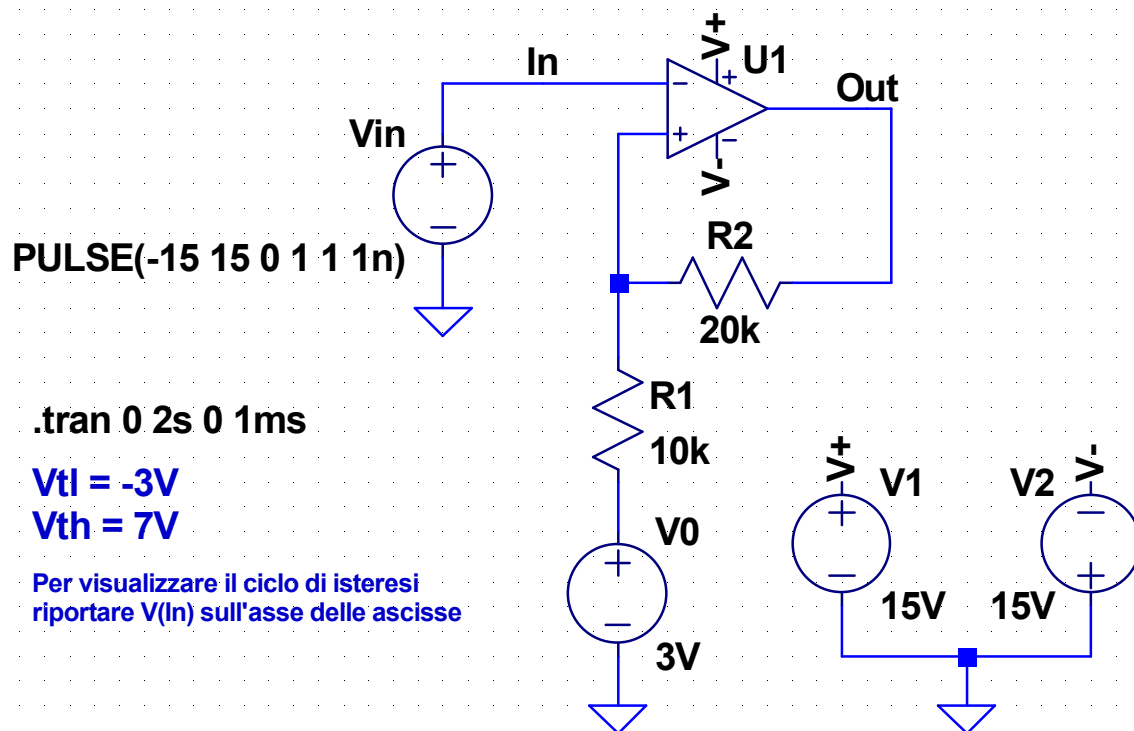 V+
U1
In
Out
Vin
V-
PULSE(-15 15 0 1 1 1n)
R2
20k
R1
10k
.tran 0 2s 0 1ms
Vtl = -3V
Vth = 7V
Per visualizzare il ciclo di isteresi
riportare V(In) sull'asse delle ascisse
V0
3V
V+
V1
15V
V-
V2
15V